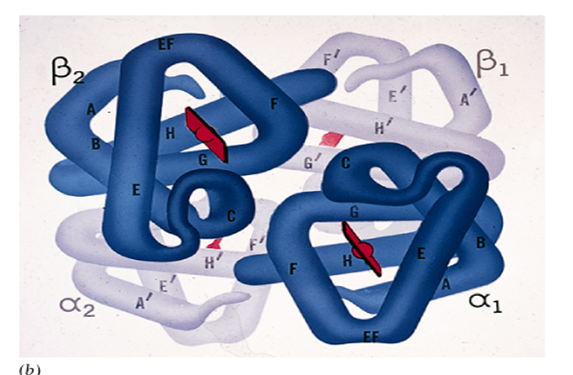 EF
F′
β₂
β₁
A
F
E′
A′
B
H
H′
G
G′
C
E
C
G
B
H′
F′
F
H
E
E′
A
α₂
A′
α₁
EF
(b)